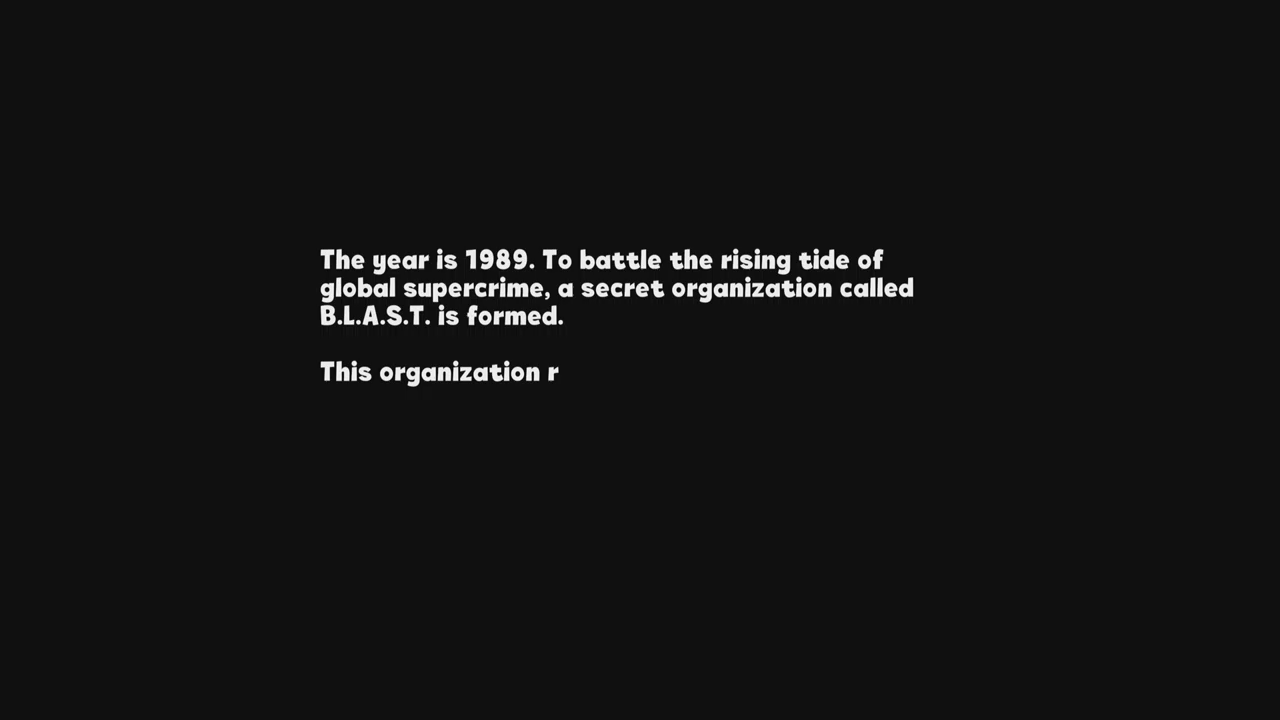 The year is 1989. To battle the rising tide of
global supercrime, a secret organization called
B.L.A.S.T. is formed.
This organization r